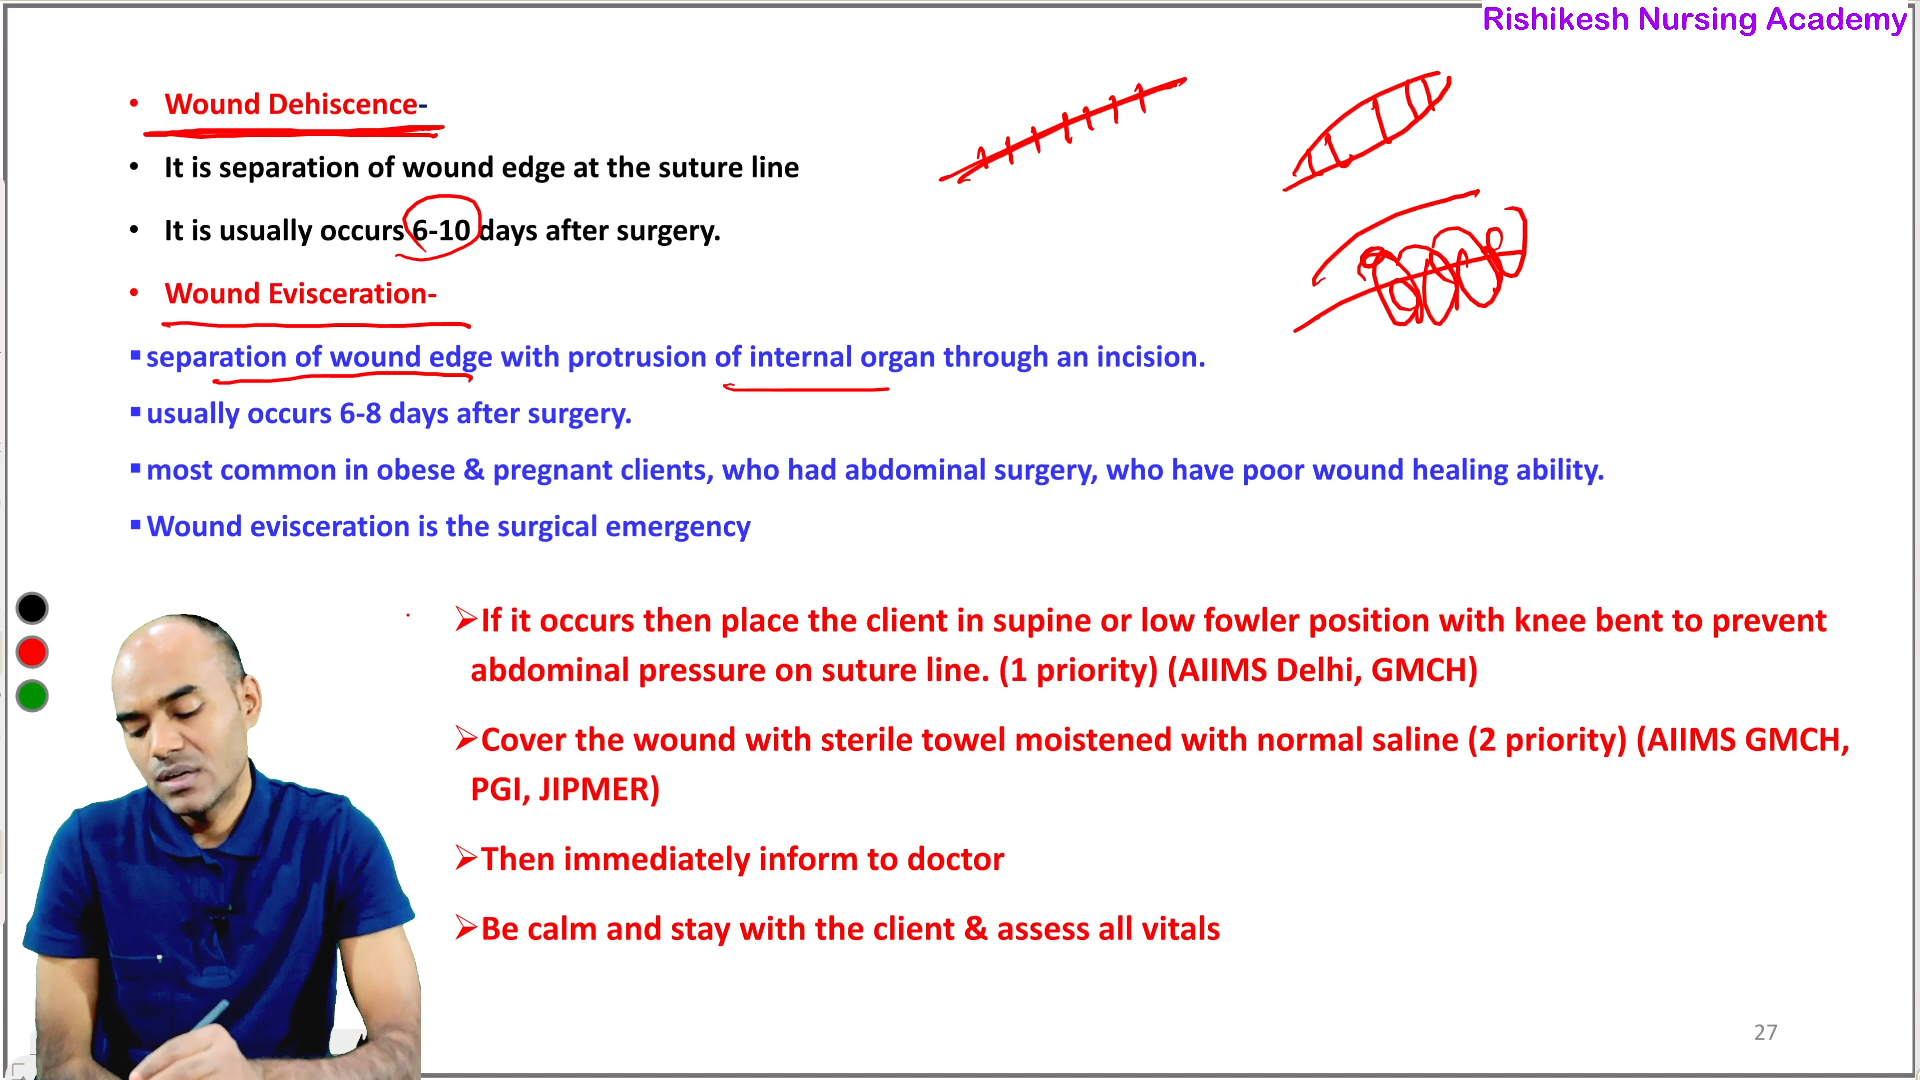 Rishikesh Nursing Academy
• Wound Dehiscence-
• It is separation of wound edge at the suture line
• It is usually occurs 6-10 days after surgery.
• Wound Evisceration-
▪ separation of wound edge with protrusion of internal organ through an incision.
▪ usually occurs 6-8 days after surgery.
▪ most common in obese & pregnant clients, who had abdominal surgery, who have poor wound healing ability.
▪ Wound evisceration is the surgical emergency
➢ If it occurs then place the client in supine or low fowler position with knee bent to prevent
abdominal pressure on suture line. (1 priority) (AIIMS Delhi, GMCH)
➢ Cover the wound with sterile towel moistened with normal saline (2 priority) (AIIMS GMCH,
PGI, JIPMER)
➢ Then immediately inform to doctor
➢ Be calm and stay with the client & assess all vitals
27